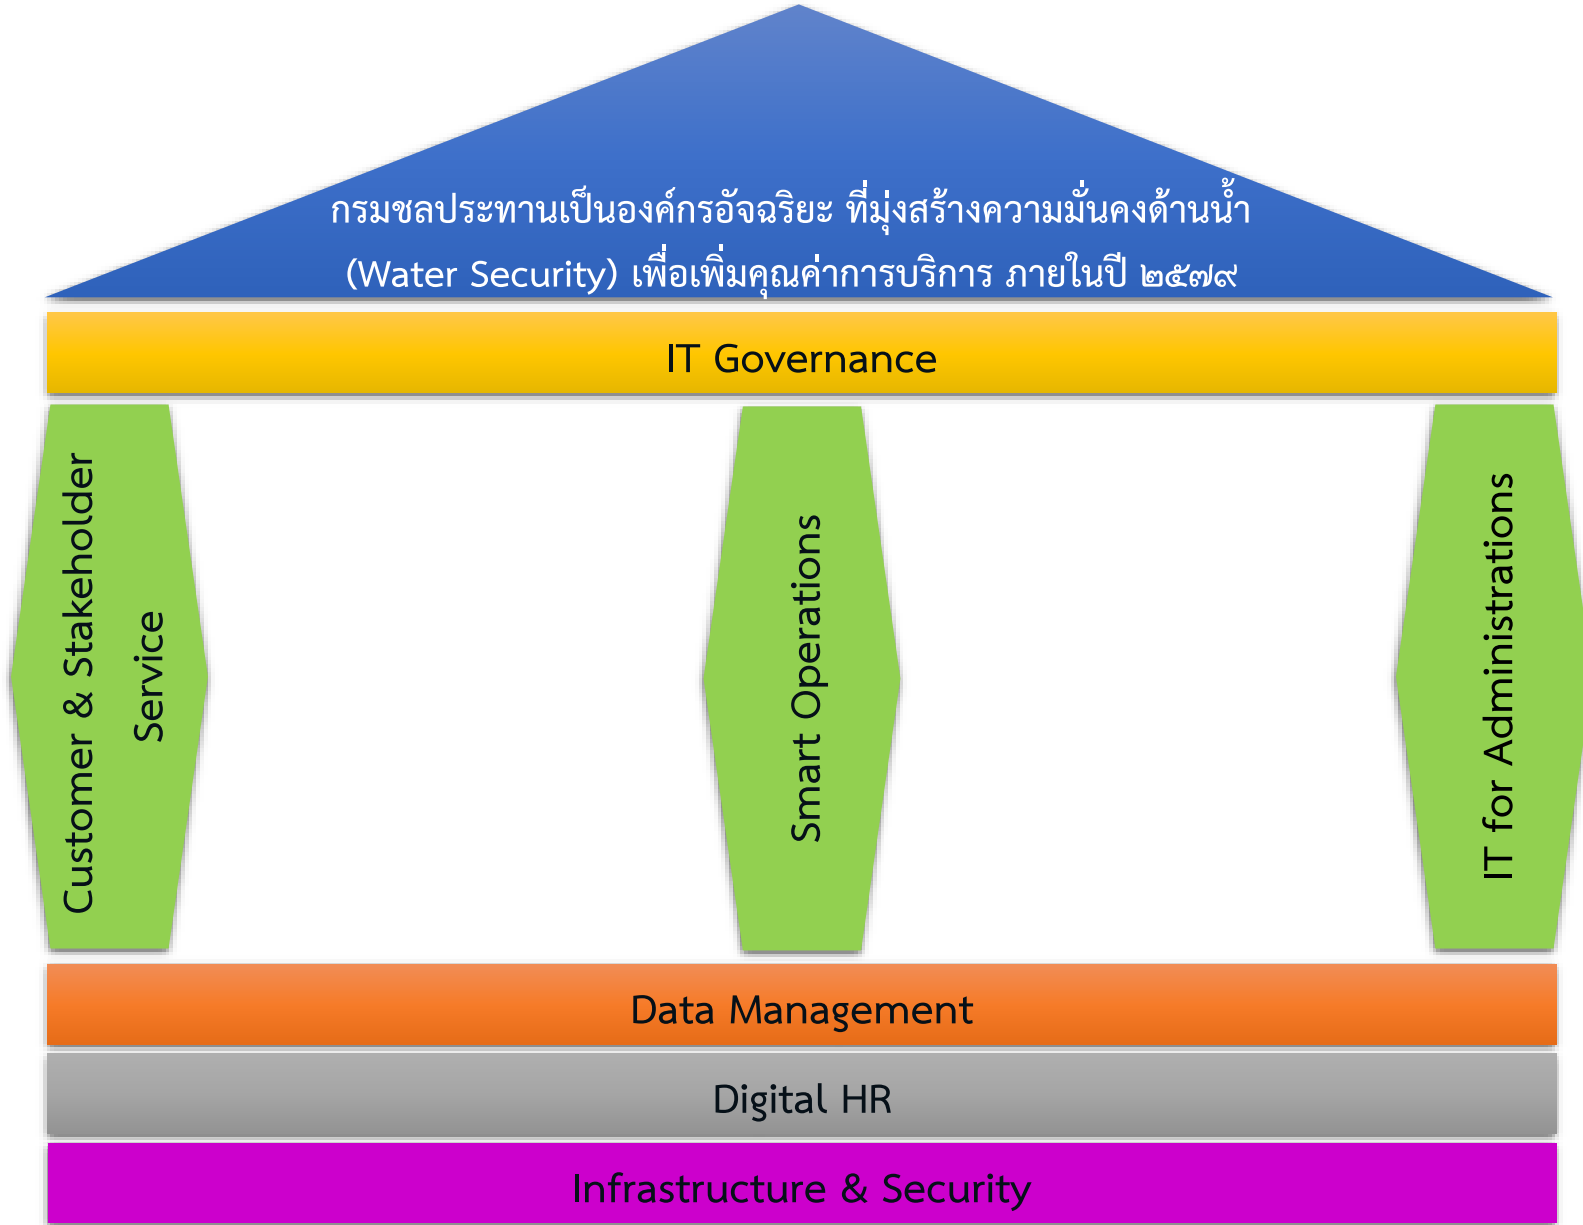 กรมชลประทานเป็นองค์กรอัจฉริยะ ที่มุ่งสร้างความมั่นคงด้านน้ำ
(Water Security) เพื่อเพิ่มคุณค่าการบริการ ภายในปี ๒๕๗๙
IT Governance
Customer & Stakeholder
Service
Smart Operations
IT for Administrations
Data Management
Digital HR
Infrastructure & Security